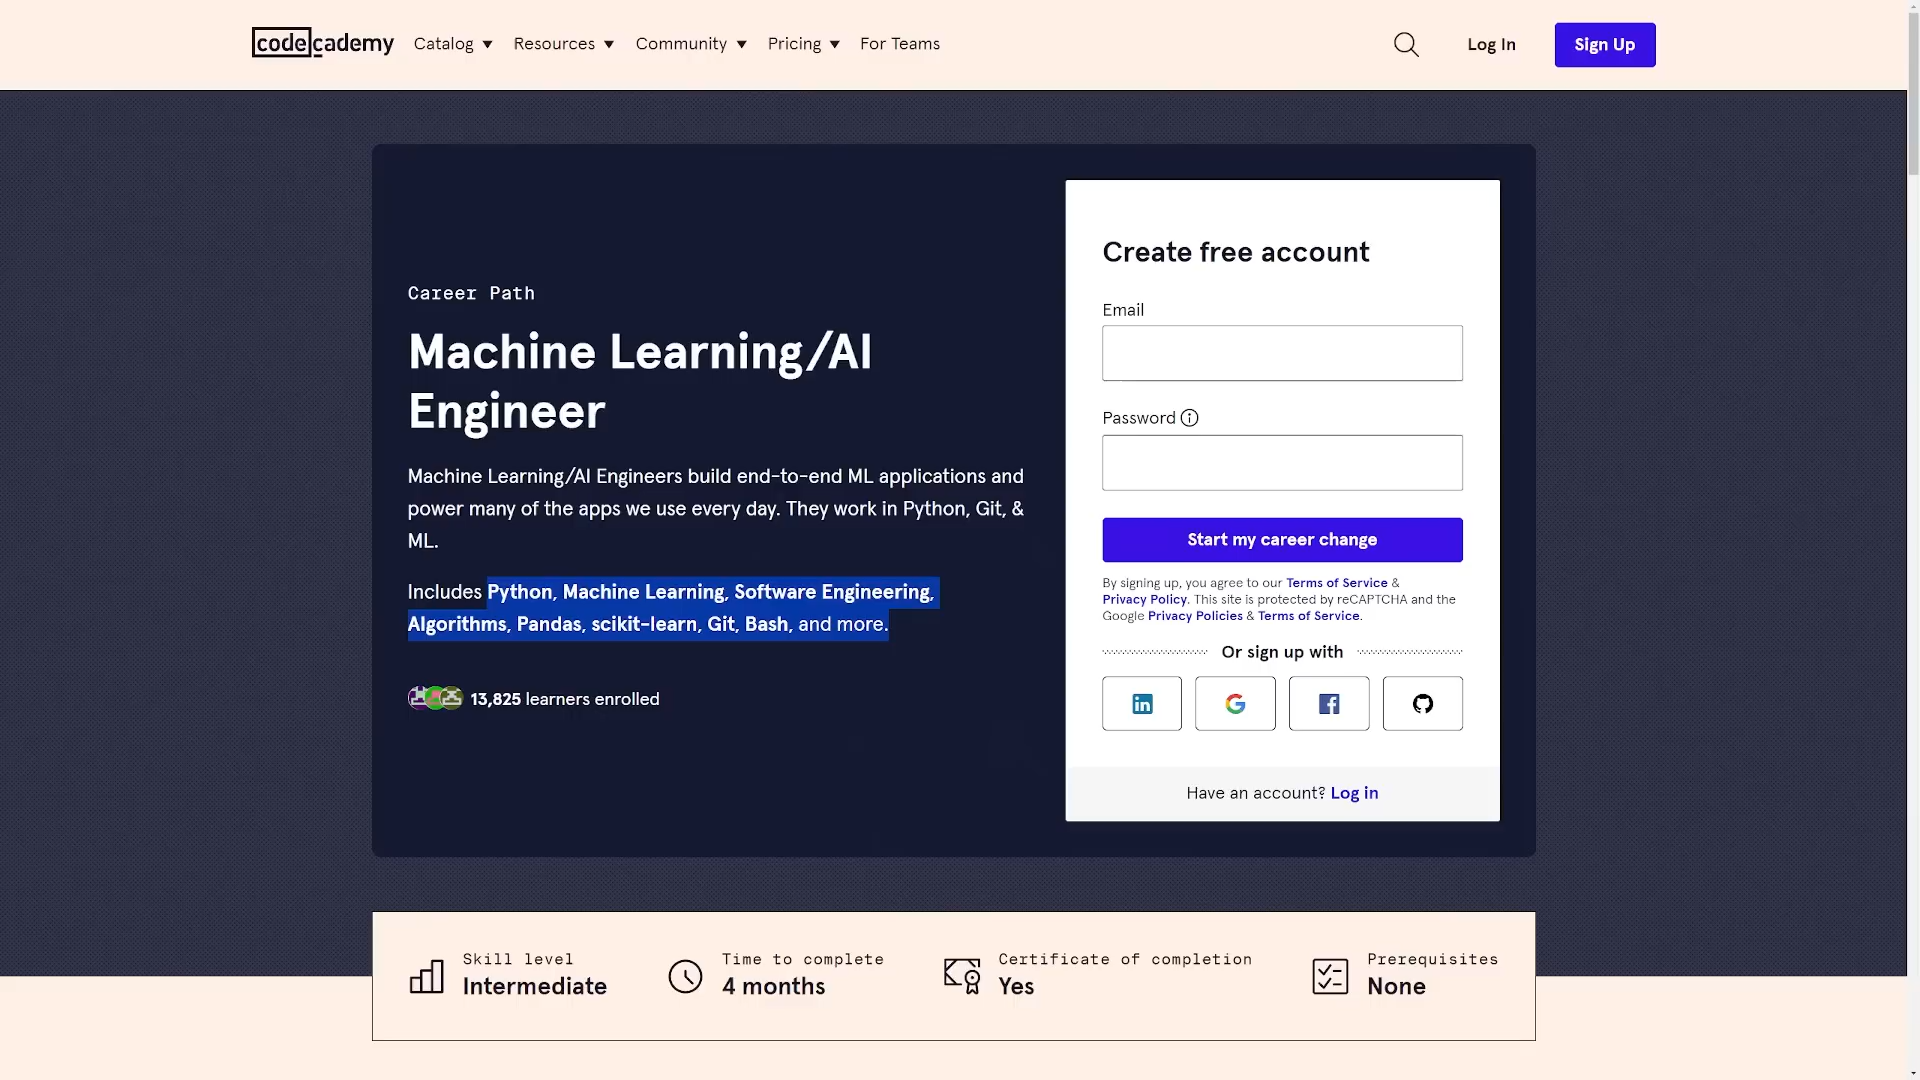 codecademy
Catalog
Resources
Community
Pricing
For Teams
Log In
Sign Up
Career Path
Machine Learning/AI
Engineer
Machine Learning/AI Engineers build end-to-end ML applications and
power many of the apps we use every day. They work in Python, Git, &
ML.
Includes Python, Machine Learning, Software Engineering,
Algorithms, Pandas, scikit-learn, Git, Bash, and more.
13,825 learners enrolled
Create free account
Email
Password
Start my career change
By signing up, you agree to our Terms of Service &
Privacy Policy. This site is protected by reCAPTCHA and the
Google Privacy Policies & Terms of Service.
Or sign up with
Have an account? Log in
Skill level
Intermediate
Time to complete
4 months
Certificate of completion
Yes
Prerequisites
None